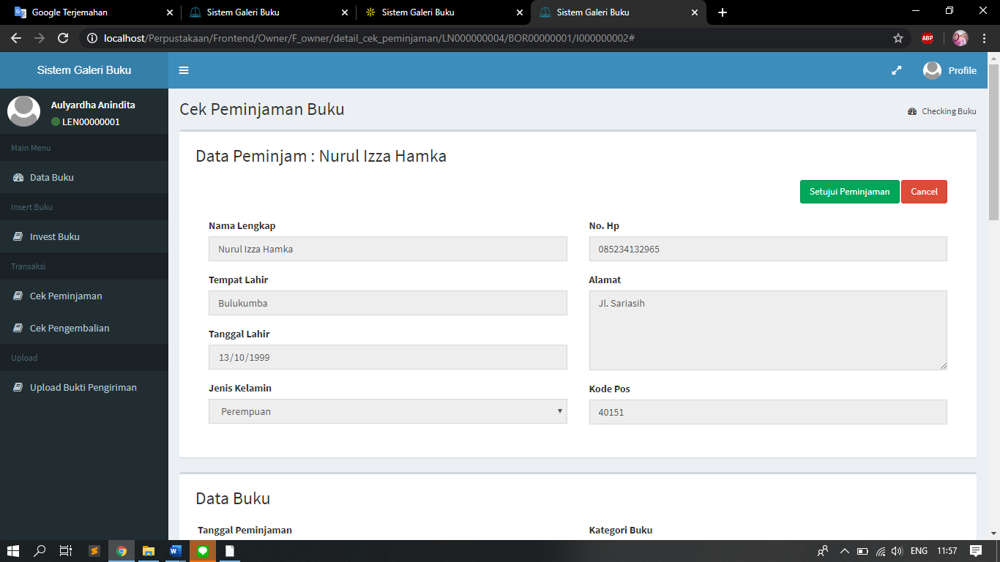 Google Terjemahan
Sistem Galeri Buku
Sistem Galeri Buku
Sistem Galeri Buku
localhost/Perpustakaan/Frontend/Owner/F_owner/detail_cek_peminjaman/LN000000004/BOR00000001/I000000002#
ABP
Sistem Galeri Buku
Profile
Aulyardha Anindita
LEN00000001
Main Menu
Data Buku
Insert Buku
Invest Buku
Transaksi
Cek Peminjaman
Cek Pengembalian
Upload
Upload Bukti Pengiriman
Cek Peminjaman Buku
Checking Buku
Data Peminjam : Nurul Izza Hamka
Setujui Peminjaman
Cancel
Nama Lengkap
Nurul Izza Hamka
Tempat Lahir
Bulukumba
Tanggal Lahir
13/10/1999
Jenis Kelamin
Perempuan
No. Hp
085234132965
Alamat
Jl. Sariasih
Kode Pos
40151
Data Buku
Tanggal Peminjaman
Kategori Buku
ENG
11:57